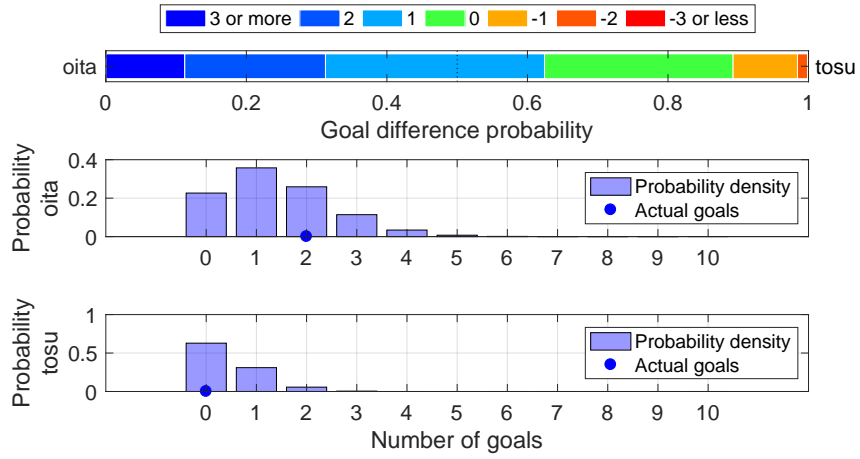 3 or more 2 1 0 -1 -2 -3 or less
oita tosu
0 0.2 0.4 0.6 0.8 1
Goal difference probability
Probability
oita
0.4
0.2
0
Probability density
Actual goals
0 1 2 3 4 5 6 7 8 9 10
Probability
tosu
1
0.5
0
Probability density
Actual goals
0 1 2 3 4 5 6 7 8 9 10
Number of goals